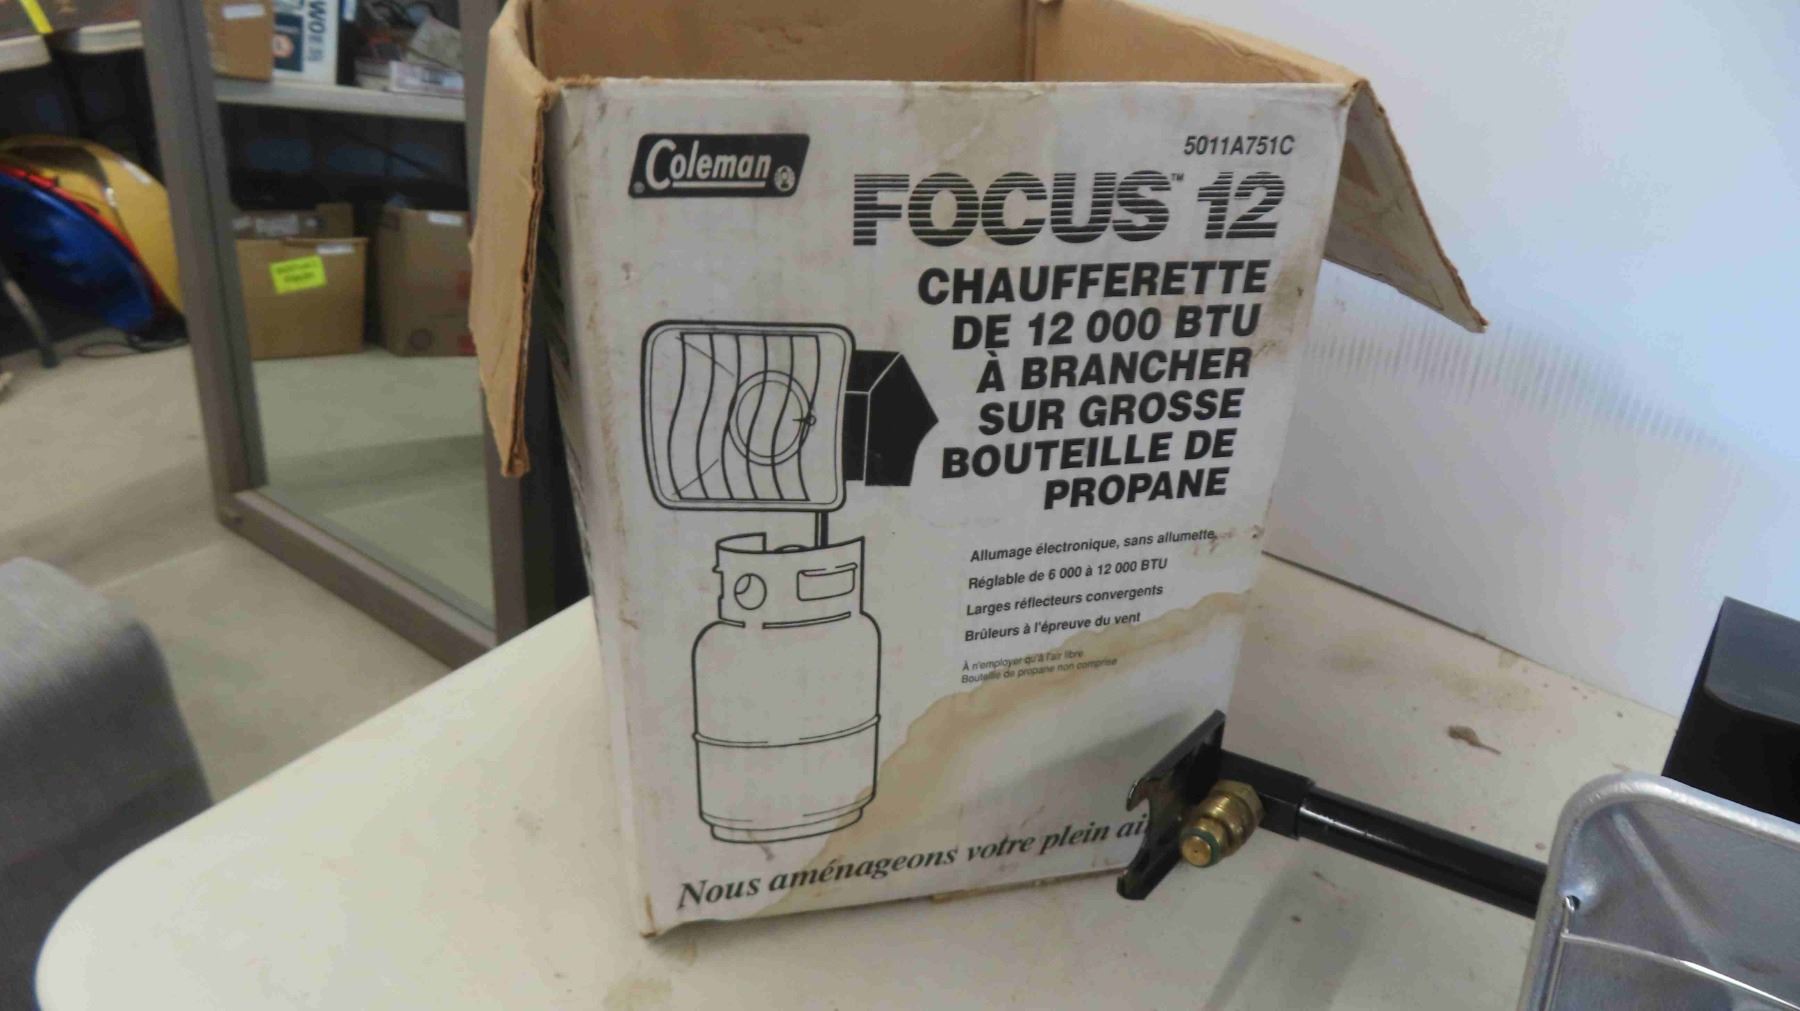 Coleman
5011A751C
FOCUS™ 12
CHAUFFERETTE
DE 12 000 BTU
À BRANCHER
SUR GROSSE
BOUTEILLE DE
PROPANE
Allumage électronique, sans allumette.
Réglable de 6 000 à 12 000 BTU
Larges réflecteurs convergents
Brûleurs à l'épreuve du vent
À n'employer qu'à l'air libre
Bouteille de propane non comprise
Nous aménageons votre plein